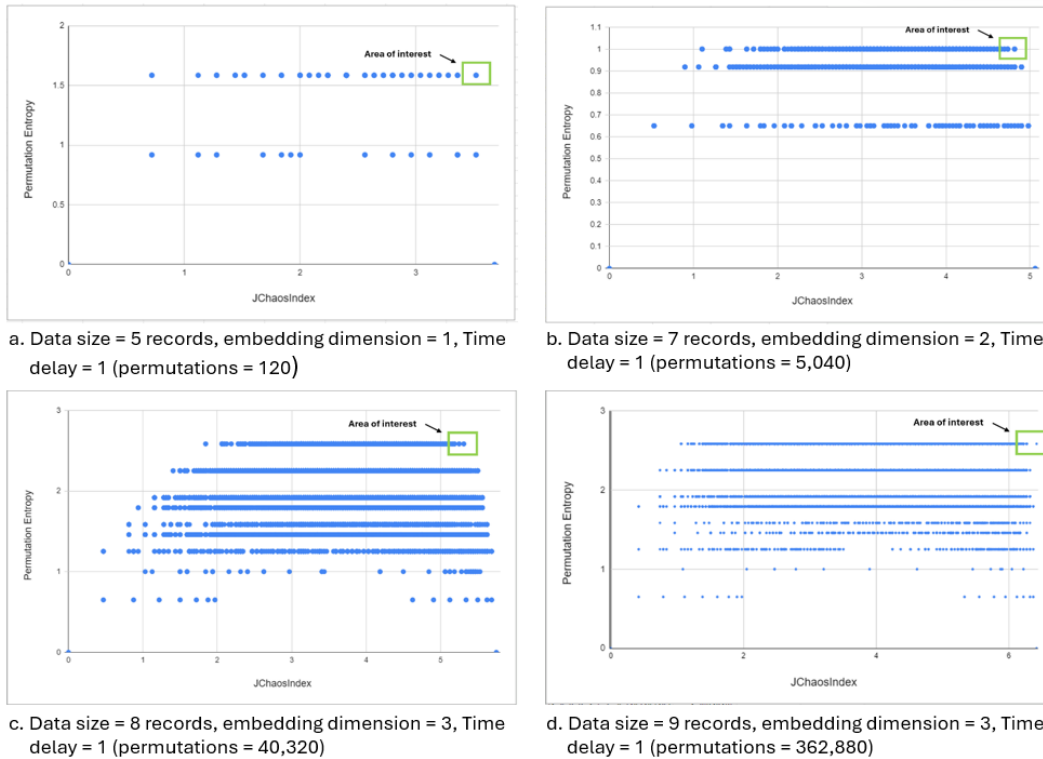 2
1.5
1
0.5
0
0
1
2
3
Permutation Entropy
JChaosIndex
Area of interest
a. Data size = 5 records, embedding dimension = 1, Time
delay = 1 (permutations = 120)
1.1
1
0.9
0.8
0.7
0.6
0.5
0.4
0.3
0.2
0.1
0
0
1
2
3
4
5
Permutation Entropy
JChaosIndex
Area of interest
b. Data size = 7 records, embedding dimension = 2, Time
delay = 1 (permutations = 5,040)
3
2
1
0
0
1
2
3
4
5
Permutation Entropy
JChaosIndex
Area of interest
c. Data size = 8 records, embedding dimension = 3, Time
delay = 1 (permutations = 40,320)
3
2
1
0
0
2
4
6
Permutation Entropy
JChaosIndex
Area of interest
d. Data size = 9 records, embedding dimension = 3, Time
delay = 1 (permutations = 362,880)